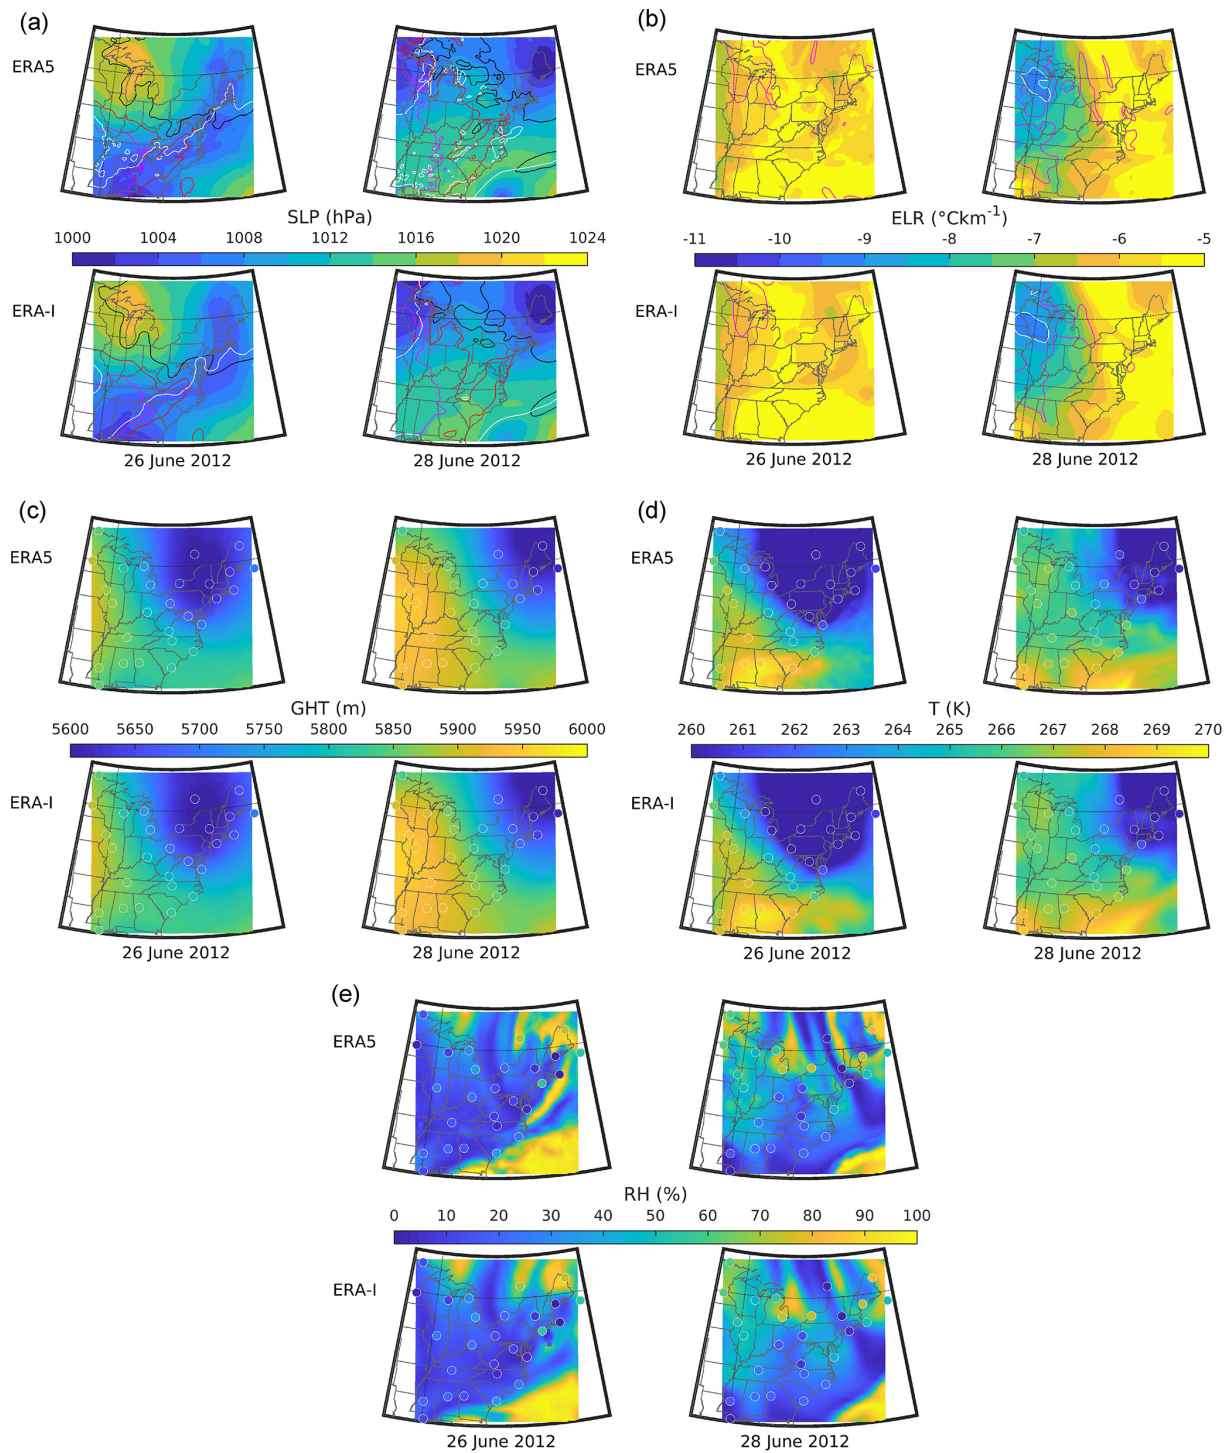 (a)
(b)
ERA5
ERA5
SLP (hPa)
1000 1004 1008 1012 1016 1020 1024
ELR (°Ckm-1)
-11 -10 -9 -8 -7 -6 -5
ERA-I
ERA-I
26 June 2012
28 June 2012
26 June 2012
28 June 2012
(c)
(d)
ERA5
ERA5
GHT (m)
5600 5650 5700 5750 5800 5850 5900 5950 6000
T (K)
260 261 262 263 264 265 266 267 268 269 270
ERA-I
ERA-I
26 June 2012
28 June 2012
26 June 2012
28 June 2012
(e)
ERA5
RH (%)
0 10 20 30 40 50 60 70 80 90 100
ERA-I
26 June 2012
28 June 2012